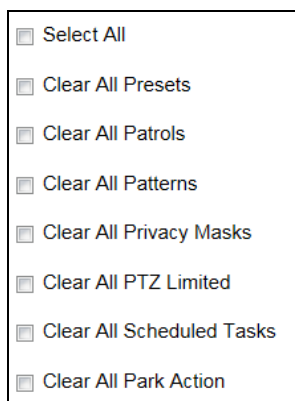 Select All
Clear All Presets
Clear All Patrols
Clear All Patterns
Clear All Privacy Masks
Clear All PTZ Limited
Clear All Scheduled Tasks
Clear All Park Action